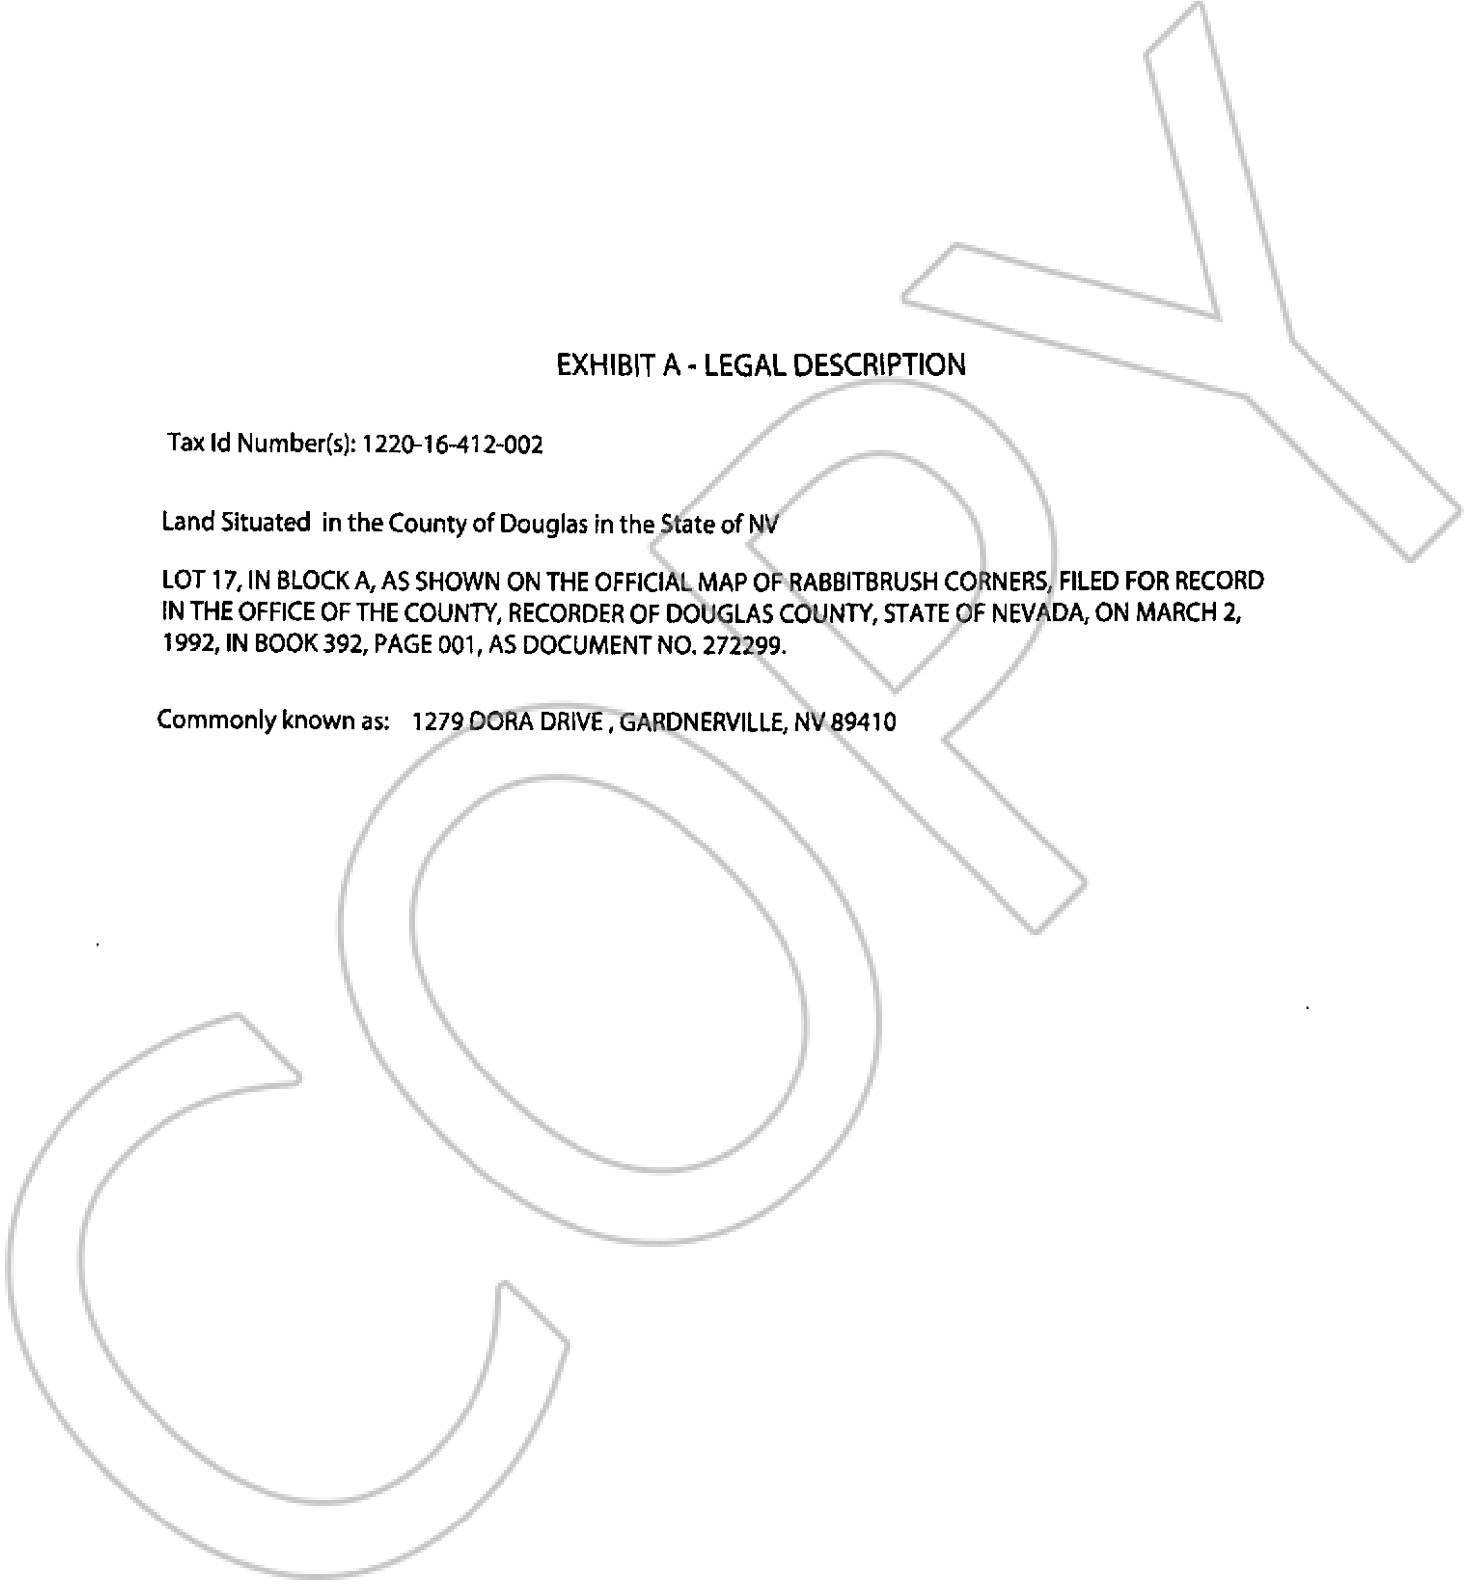 EXHIBIT A - LEGAL DESCRIPTION
Tax Id Number(s): 1220-16-412-002
Land Situated in the County of Douglas in the State of NV
LOT 17, IN BLOCK A, AS SHOWN ON THE OFFICIAL MAP OF RABBITBRUSH CORNERS, FILED FOR RECORD
IN THE OFFICE OF THE COUNTY, RECORDER OF DOUGLAS COUNTY, STATE OF NEVADA, ON MARCH 2,
1992, IN BOOK 392, PAGE 001, AS DOCUMENT NO. 272299.
Commonly known as: 1279 DORA DRIVE , GARDNERVILLE, NV 89410
COPY